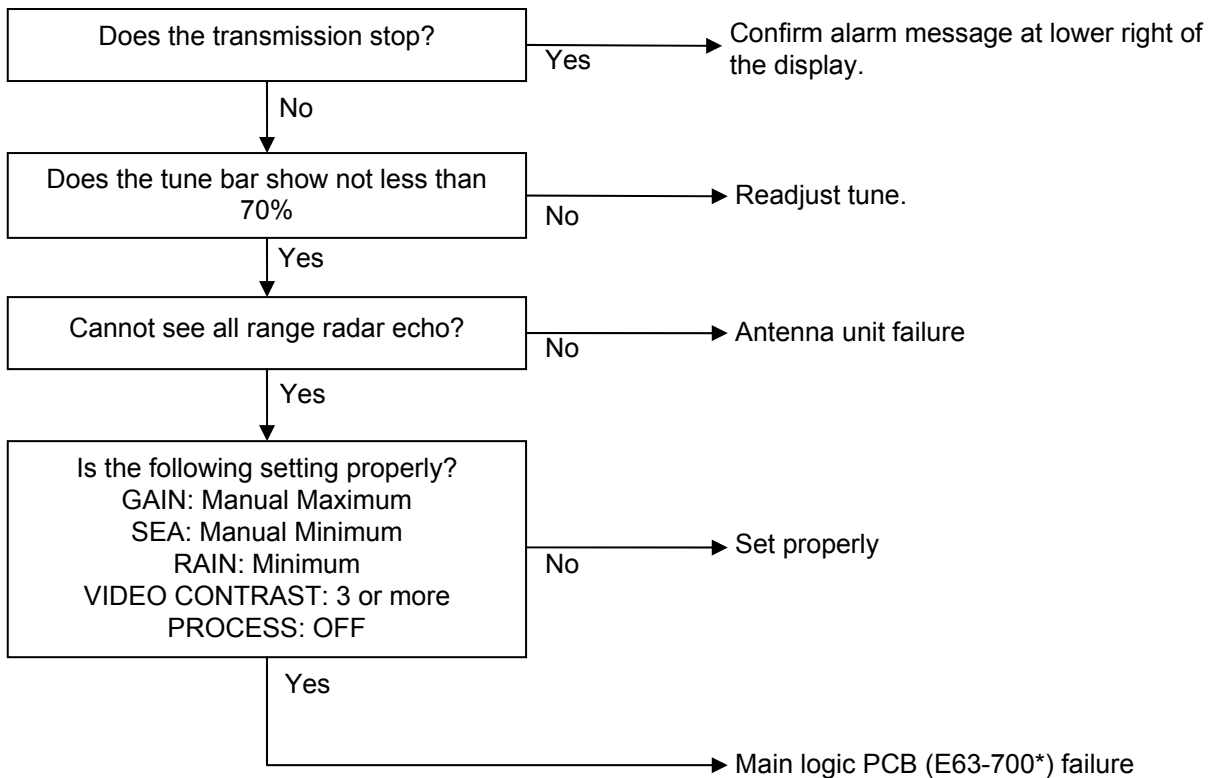 Does the transmission stop?
Yes
Confirm alarm message at lower right of
the display.
No
Does the tune bar show not less than
70%
No
Readjust tune.
Yes
Cannot see all range radar echo?
No
Antenna unit failure
Yes
Is the following setting properly?
GAIN: Manual Maximum
SEA: Manual Minimum
RAIN: Minimum
VIDEO CONTRAST: 3 or more
PROCESS: OFF
No
Set properly
Yes
Main logic PCB (E63-700*) failure